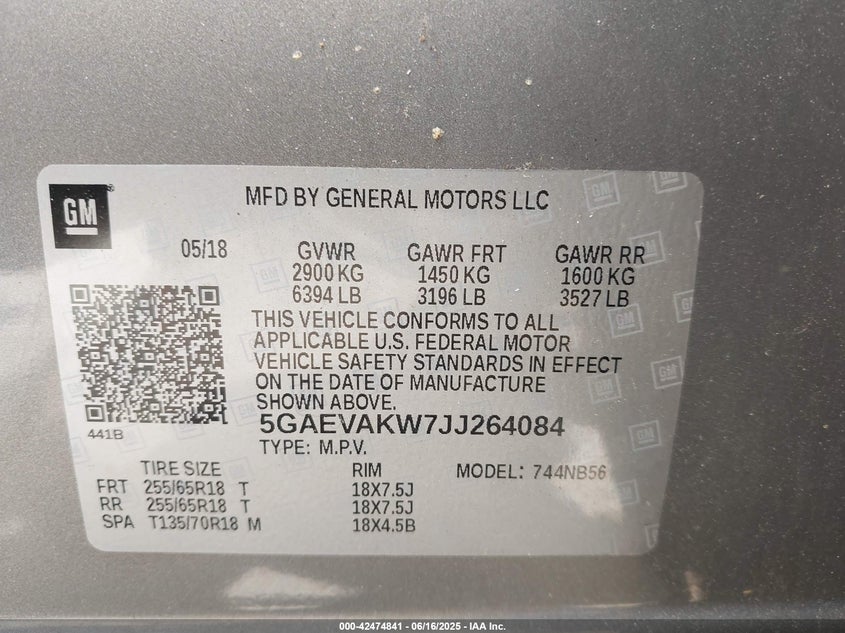 GM
MFD BY GENERAL MOTORS LLC
05/18 GVWR GAWR FRT GAWR RR
2900 KG 1450 KG 1600 KG
6394 LB 3196 LB 3527 LB
THIS VEHICLE CONFORMS TO ALL
APPLICABLE U.S. FEDERAL MOTOR
VEHICLE SAFETY STANDARDS IN EFFECT
ON THE DATE OF MANUFACTURE
SHOWN ABOVE.
441B 5GAEVAKW7JJ264084
TYPE: M.P.V.
TIRE SIZE RIM MODEL: 744NB56
FRT 255/65R18 T 18X7.5J
RR 255/65R18 T 18X7.5J
SPA T135/70R18 M 18X4.5B
000-42474841 - 06/16/2025 - IAA Inc.